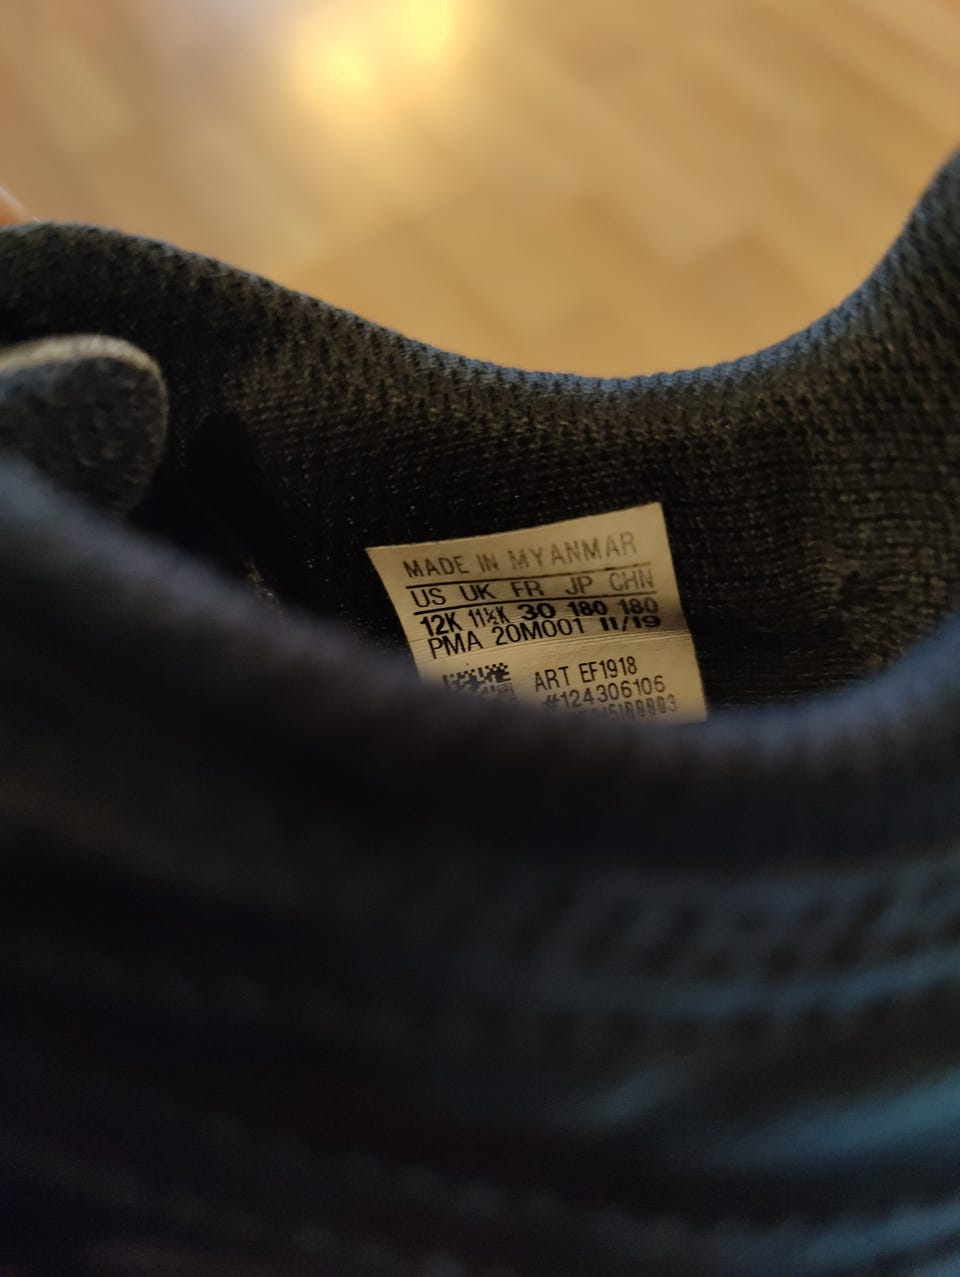 MADE IN MYANMAR
US UK FR JP CHN
12K 11½K 30 180 180
PMA 20M001 11/19
ART EF1918
#124306106